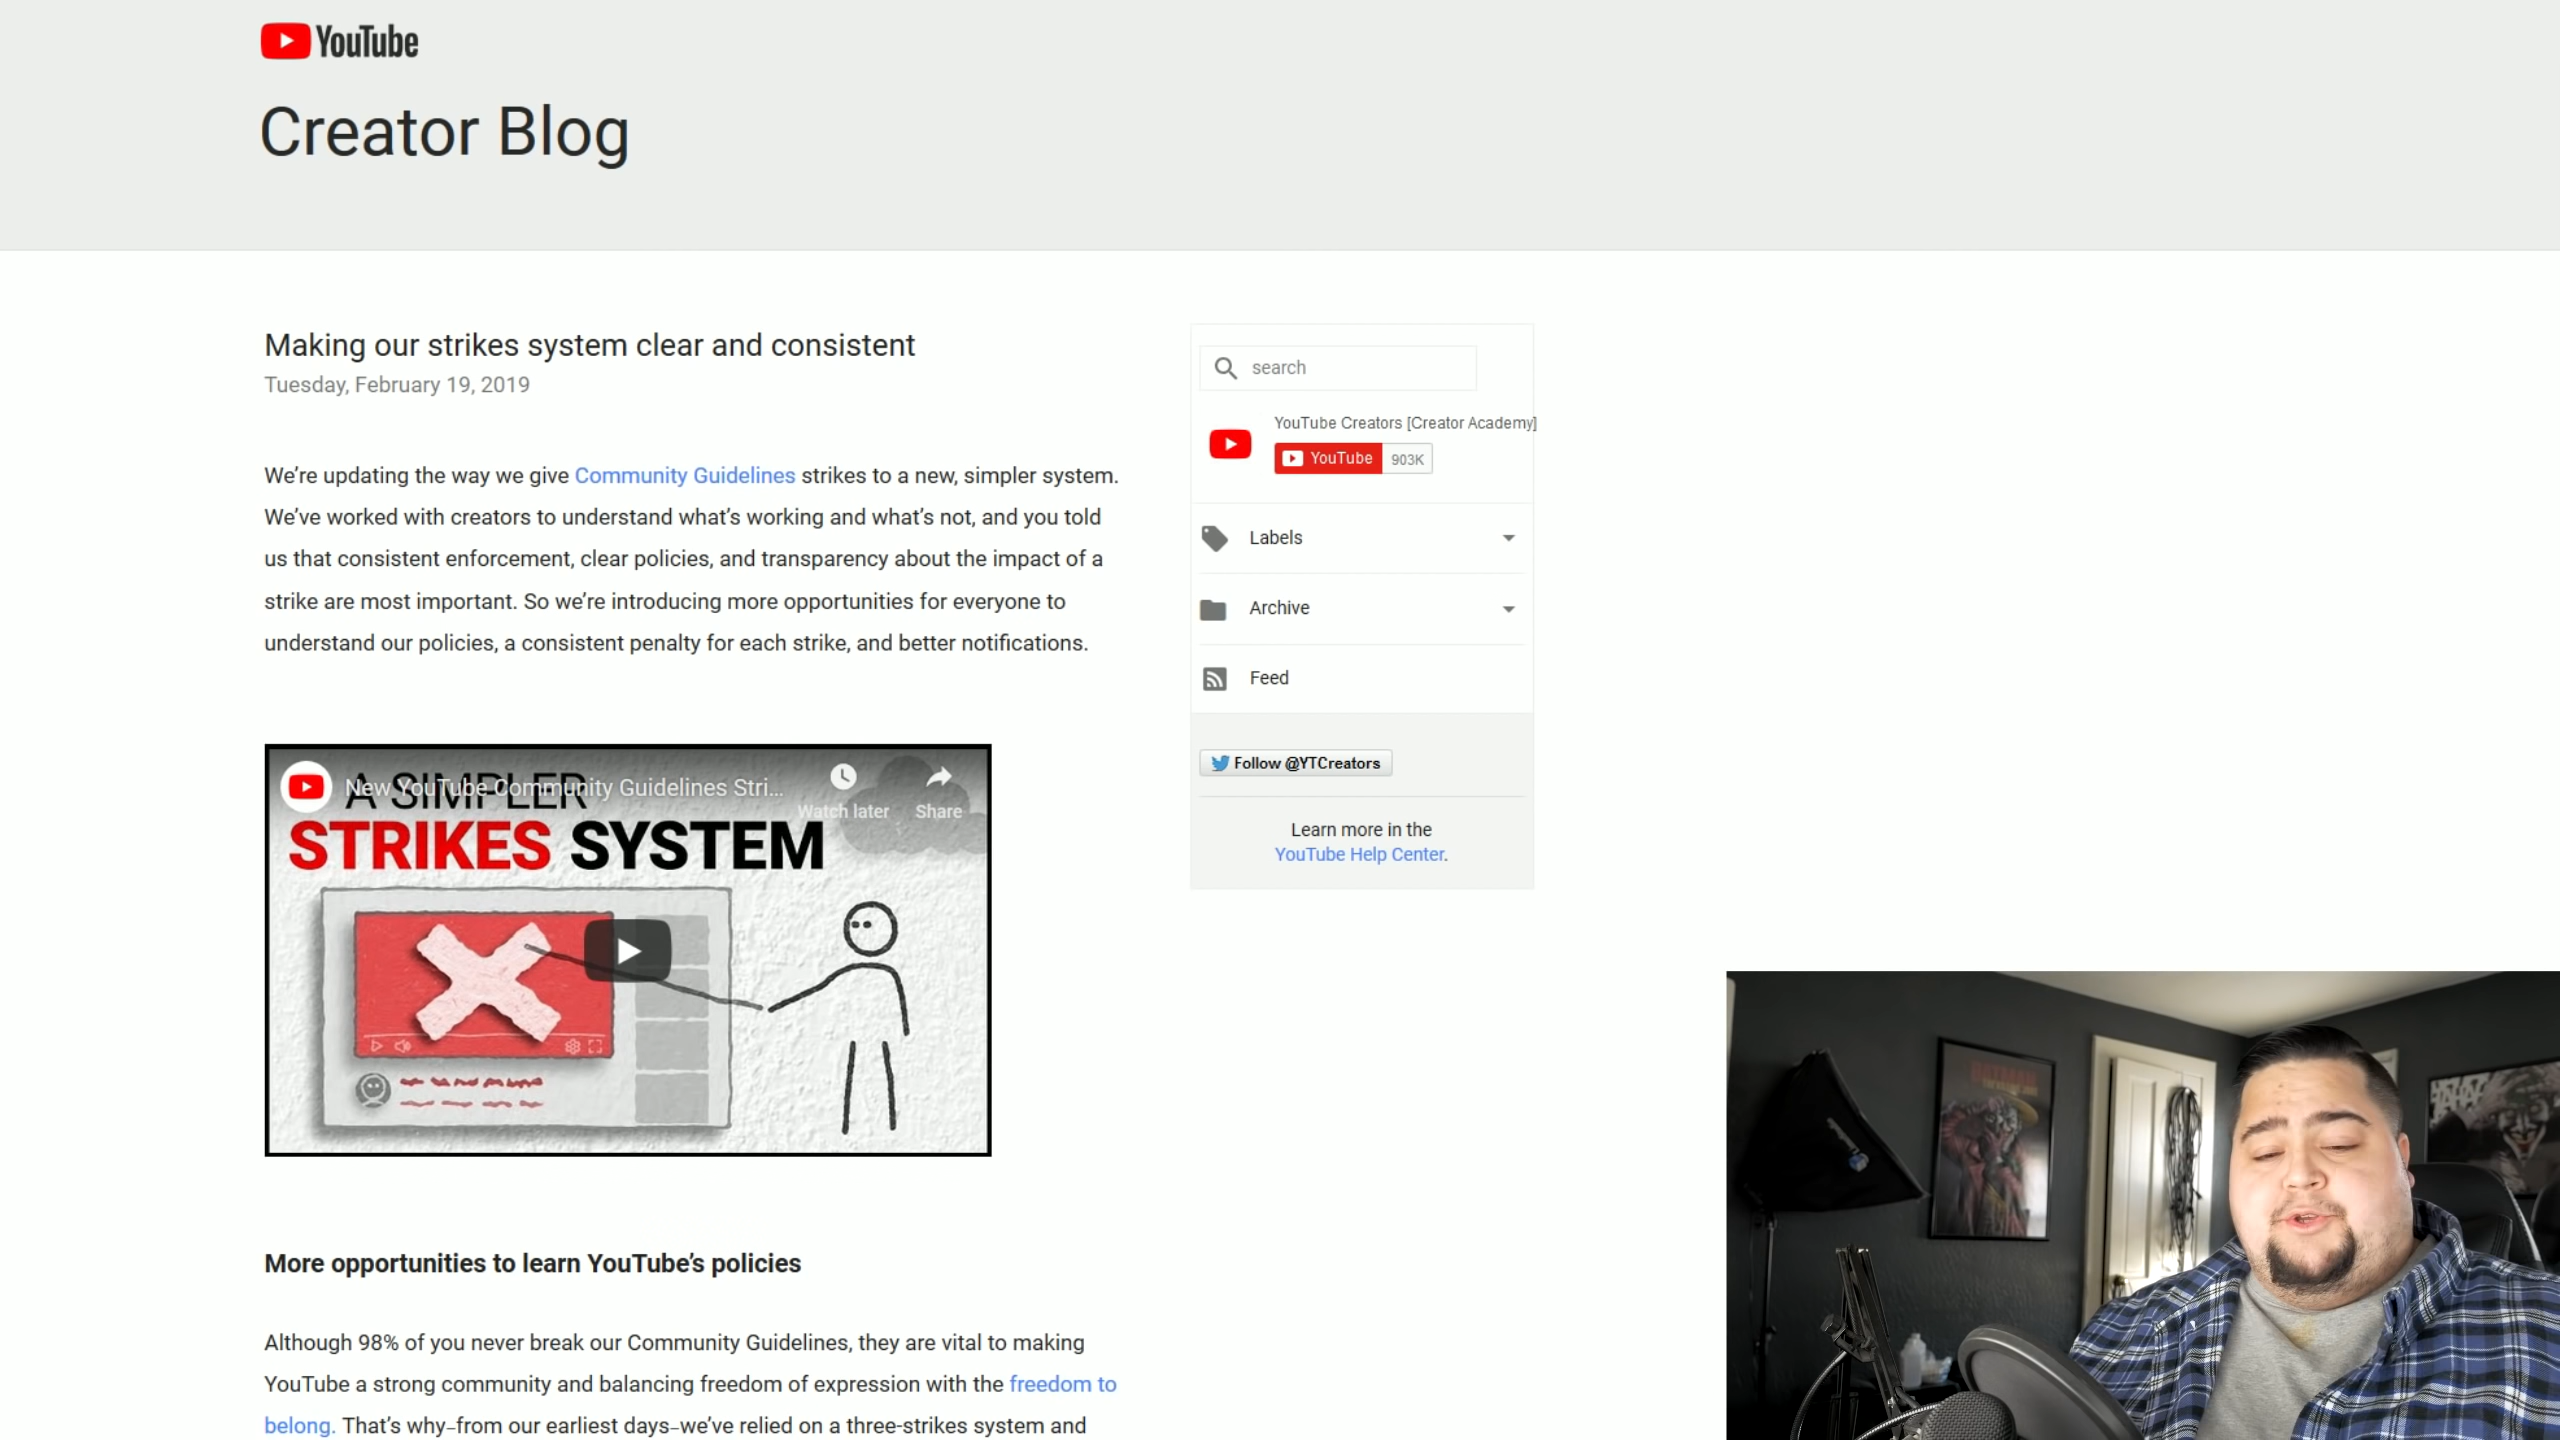 YouTube
Creator Blog
Making our strikes system clear and consistent
Tuesday, February 19, 2019
We’re updating the way we give Community Guidelines strikes to a new, simpler system.
We’ve worked with creators to understand what’s working and what’s not, and you told
us that consistent enforcement, clear policies, and transparency about the impact of a
strike are most important. So we’re introducing more opportunities for everyone to
understand our policies, a consistent penalty for each strike, and better notifications.
New YouTube Community Guidelines Stri...
Watch later
Share
A SIMPLER
STRIKES SYSTEM
More opportunities to learn YouTube’s policies
Although 98% of you never break our Community Guidelines, they are vital to making
YouTube a strong community and balancing freedom of expression with the freedom to
belong. That’s why–from our earliest days–we’ve relied on a three-strikes system and
search
YouTube Creators [Creator Academy]
YouTube 903K
Labels
Archive
Feed
Follow @YTCreators
Learn more in the
YouTube Help Center.